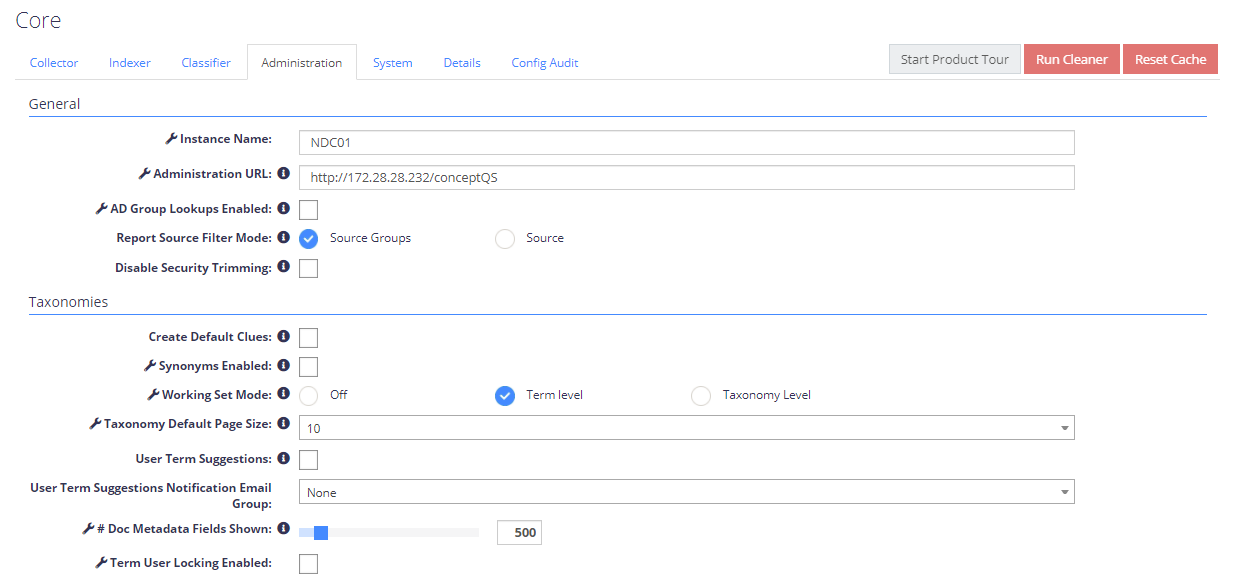 Core
Collector Indexer Classifier Administration System Details Config Audit Start Product Tour Run Cleaner Reset Cache
General
Instance Name: NDC01
Administration URL: http://172.28.28.232/conceptQS
AD Group Lookups Enabled:
Report Source Filter Mode: Source Groups Source
Disable Security Trimming:
Taxonomies
Create Default Clues:
Synonyms Enabled:
Working Set Mode: Off Term level Taxonomy Level
Taxonomy Default Page Size: 10
User Term Suggestions:
User Term Suggestions Notification Email
Group: None
# Doc Metadata Fields Shown: 500
Term User Locking Enabled: